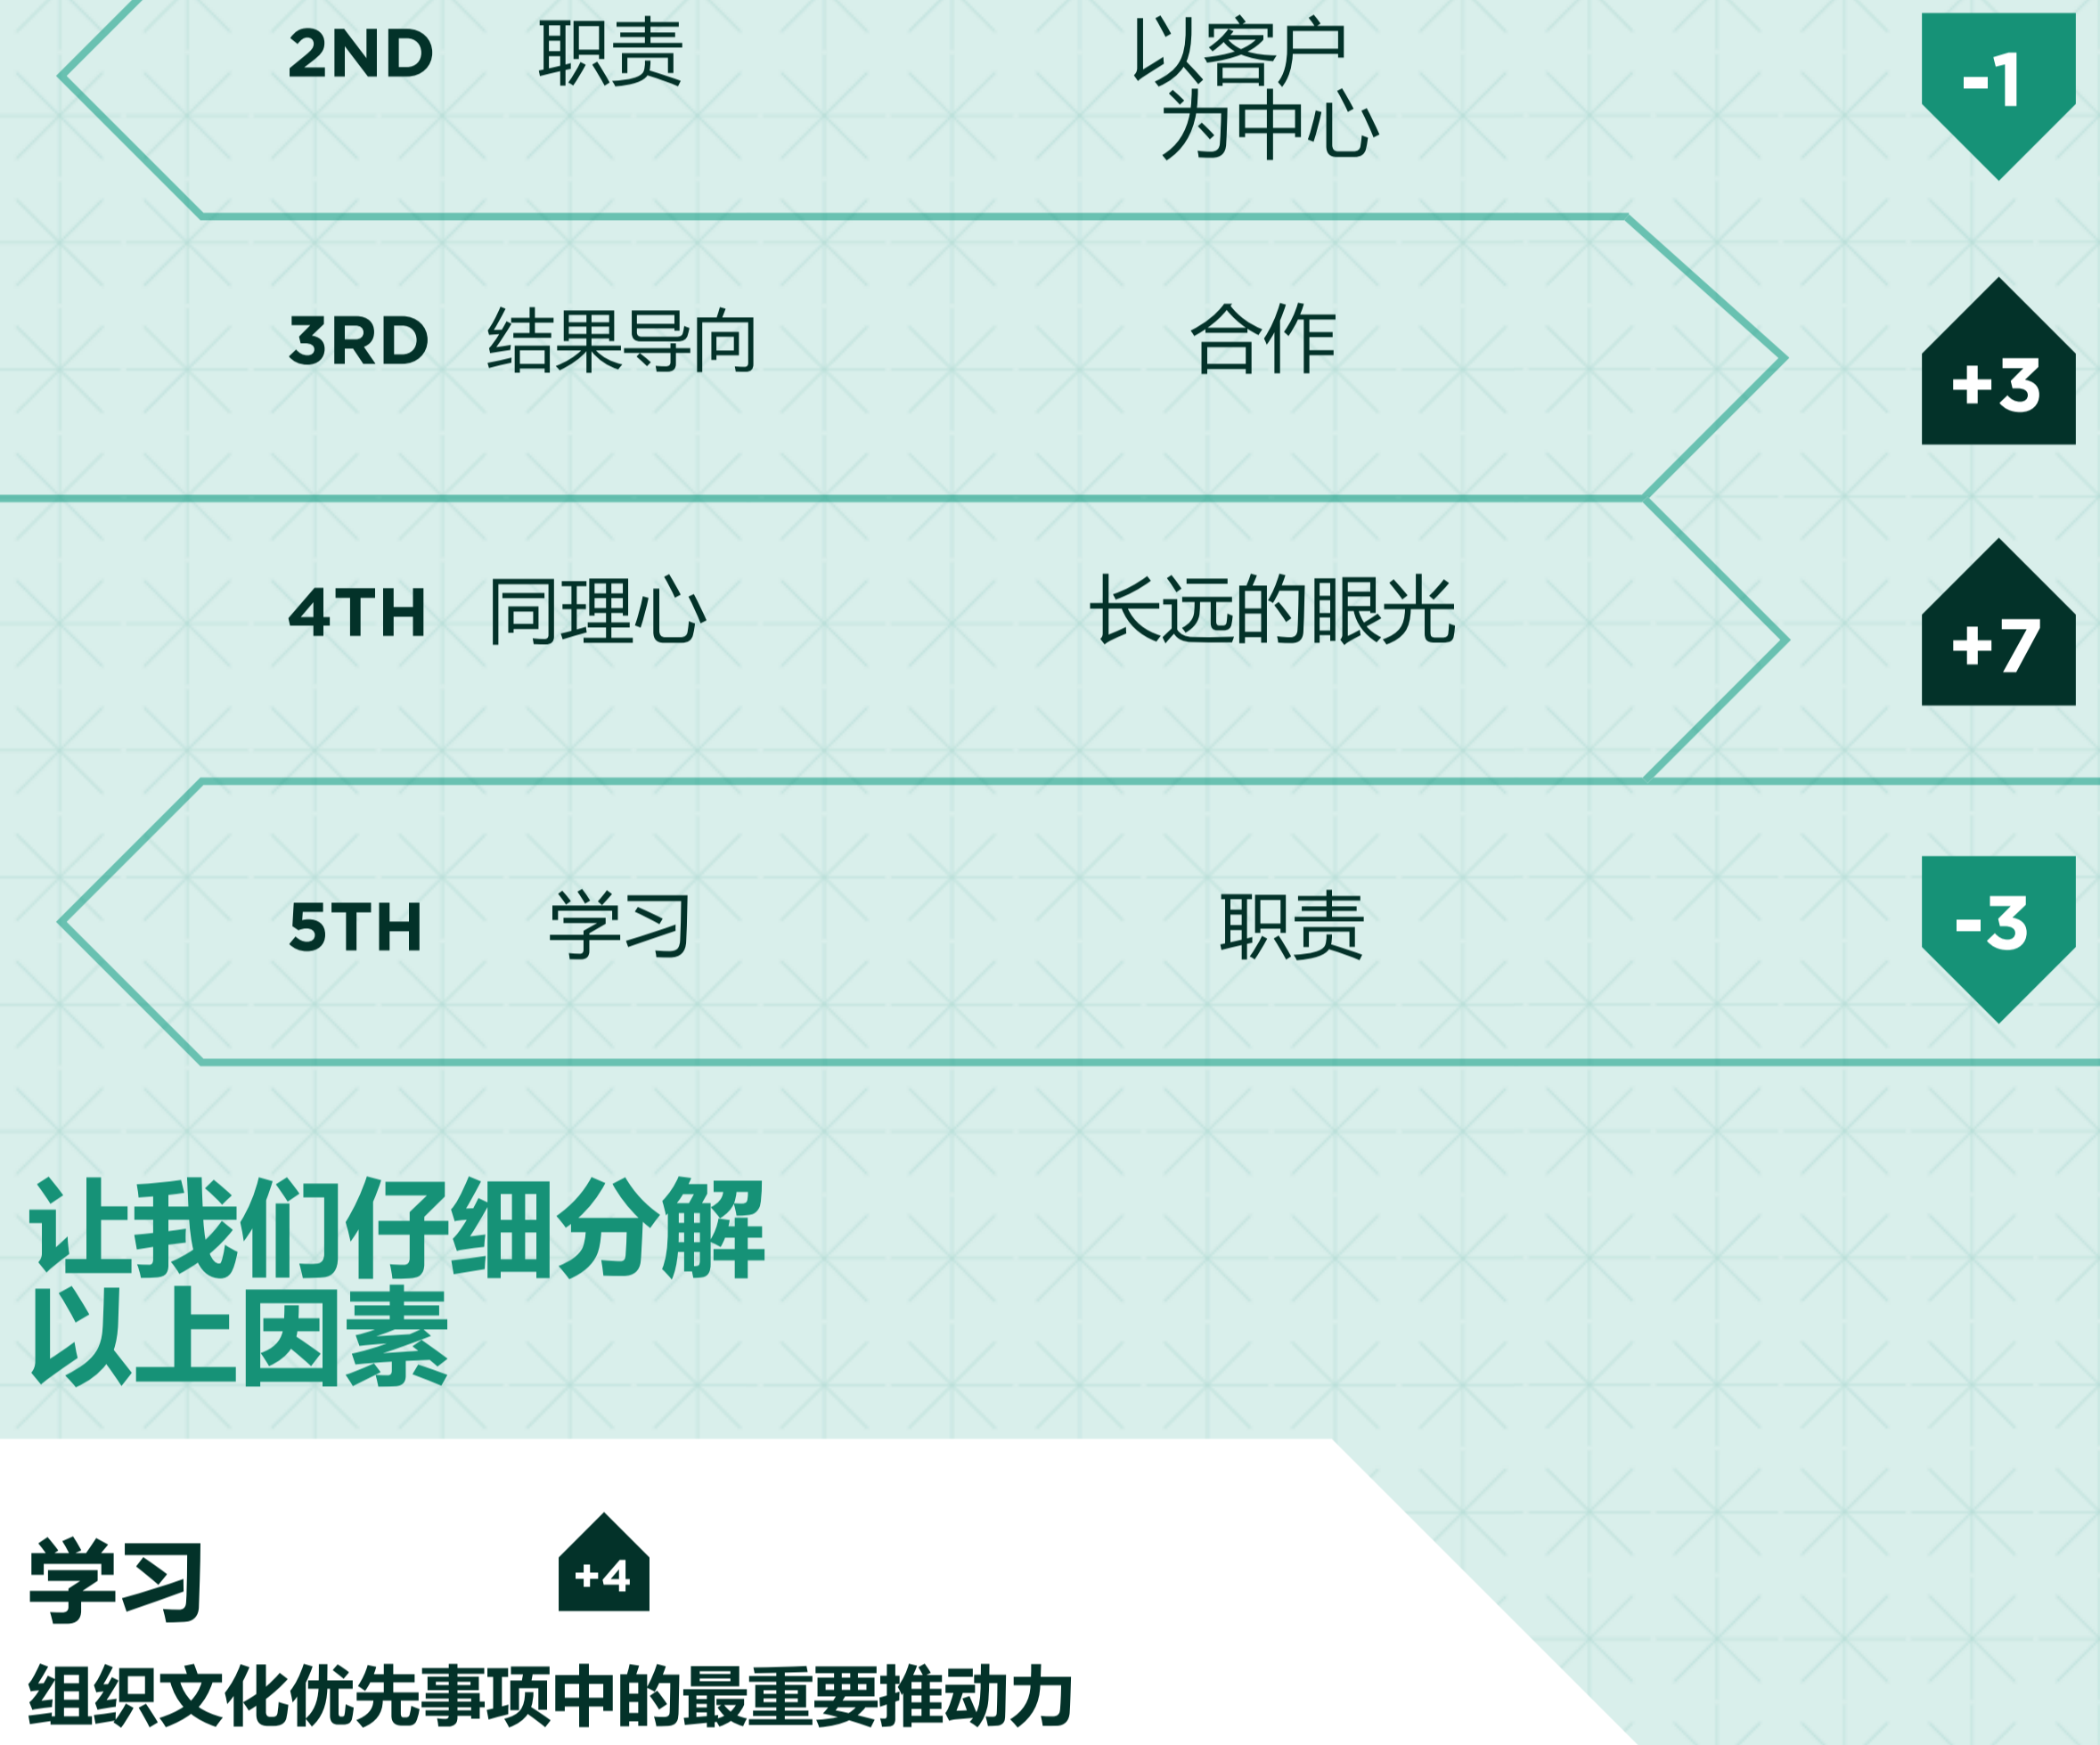 2ND 职责 以客户 -1
为中心
3RD 结果导向 合作 +3
4TH 同理心 长远的眼光 +7
5TH 学习 职责 -3
让我们仔细分解
以上因素
学习 +4
组织文化优先事项中的最重要推动力